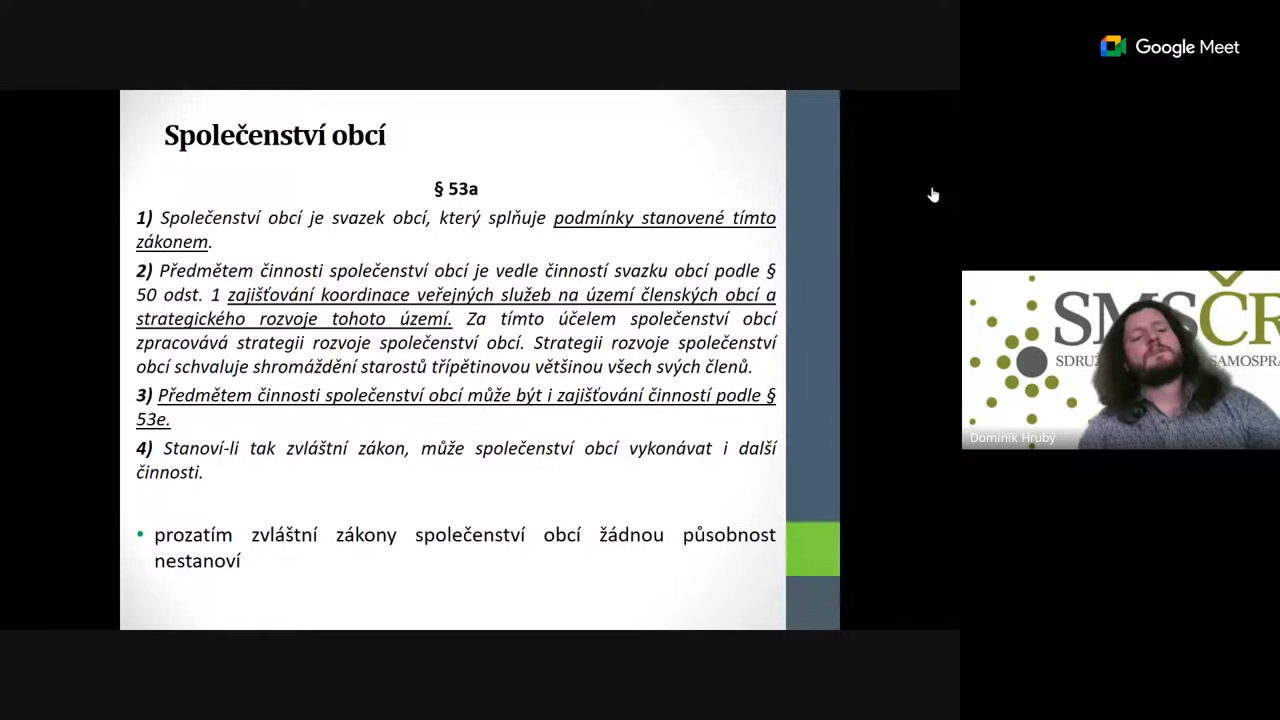 Google Meet
Společenství obcí
§ 53a
1) Společenství obcí je svazek obcí, který splňuje podmínky stanovené tímto
zákonem.
2) Předmětem činnosti společenství obcí je vedle činností svazku obcí podle §
50 odst. 1 zajišťování koordinace veřejných služeb na území členských obcí a
strategického rozvoje tohoto území. Za tímto účelem společenství obcí
zpracovává strategii rozvoje společenství obcí. Strategii rozvoje společenství
obcí schvaluje shromáždění starostů třípětinovou většinou všech svých členů.
3) Předmětem činnosti společenství obcí může být i zajišťování činností podle §
53e.
4) Stanoví-li tak zvláštní zákon, může společenství obcí vykonávat i další
činnosti.
• prozatím zvláštní zákony společenství obcí žádnou působnost
nestanoví
SMSČR
Dominik Hrubý